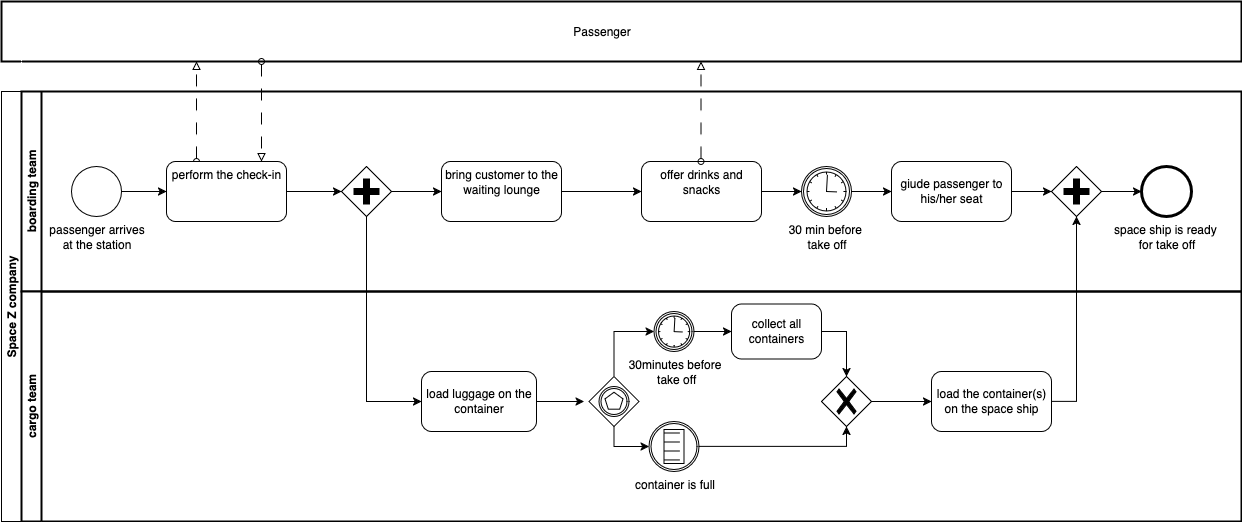 Passenger
Space Z company
boarding team
passenger arrives
at the station
perform the check-in
bring customer to the
waiting lounge
offer drinks and
snacks
30 min before
take off
giude passenger to
his/her seat
space ship is ready
for take off
cargo team
load luggage on the
container
30minutes before
take off
collect all
containers
container is full
load the container(s)
on the space ship